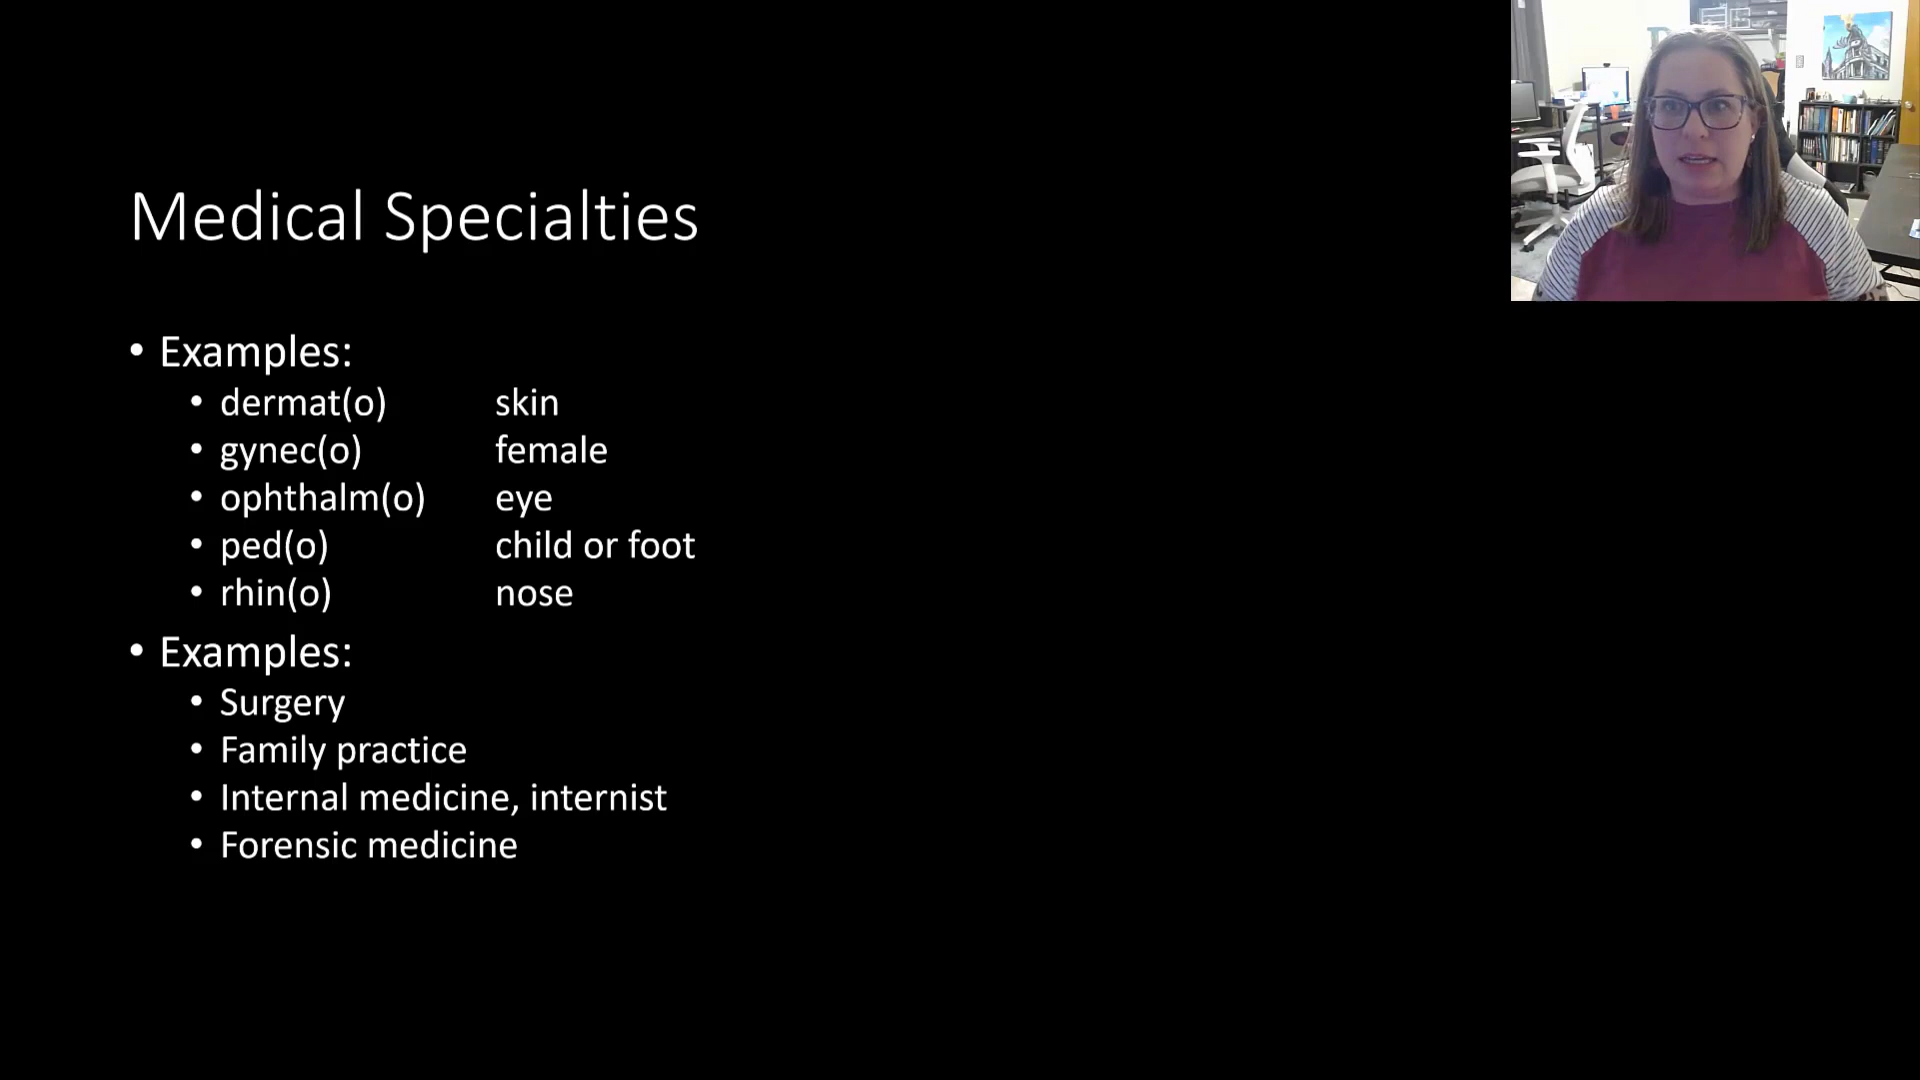 Medical Specialties
• Examples:
• dermat(o) skin
• gynec(o) female
• ophthalm(o) eye
• ped(o) child or foot
• rhin(o) nose
• Examples:
• Surgery
• Family practice
• Internal medicine, internist
• Forensic medicine